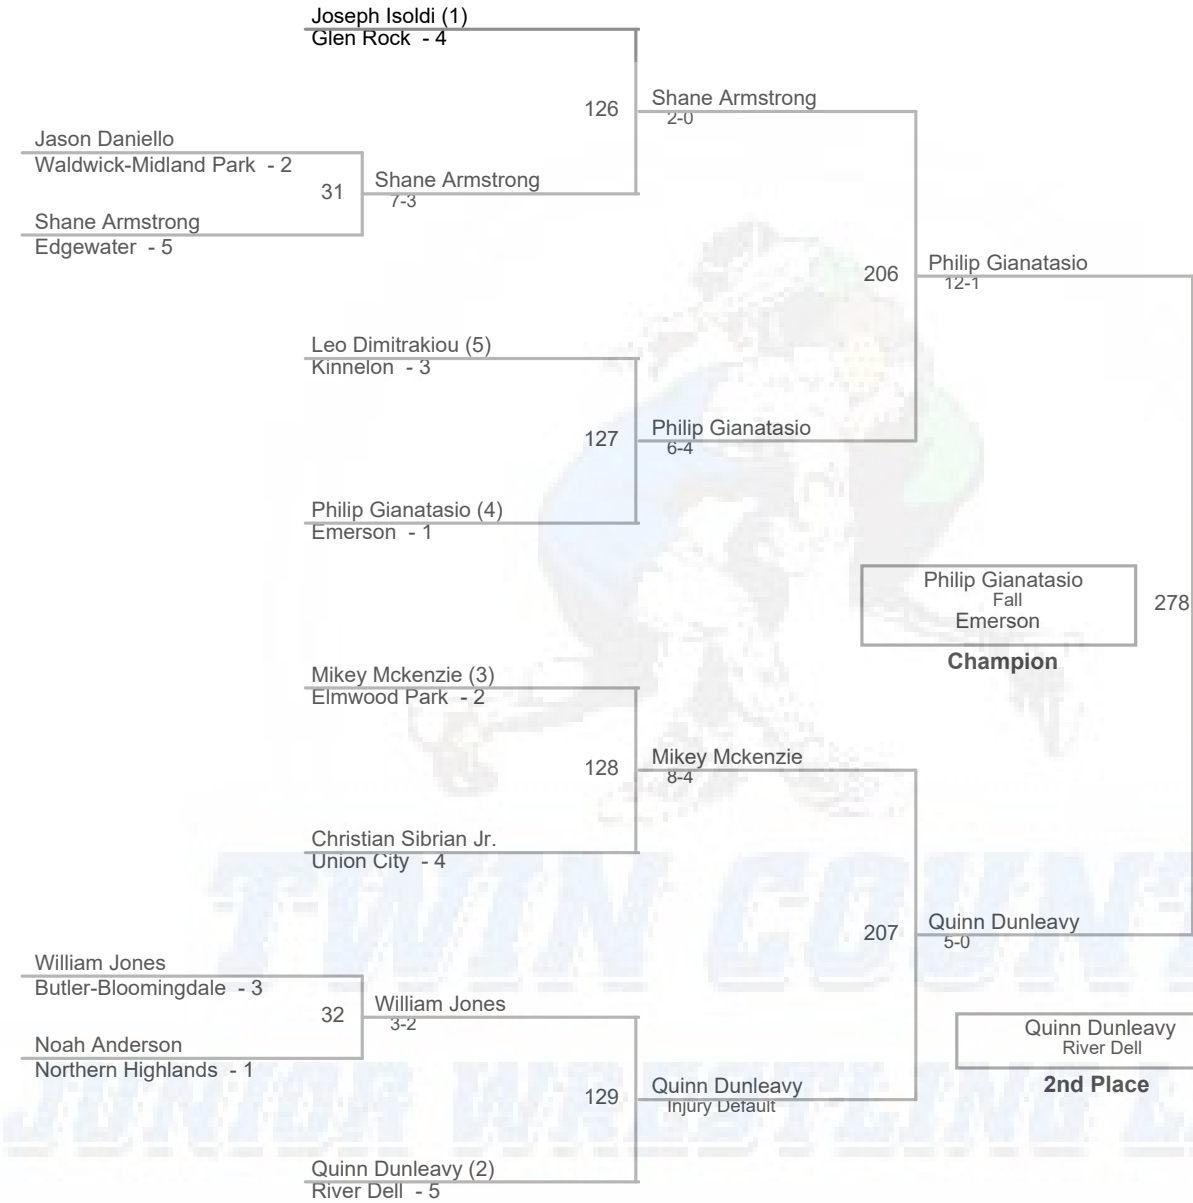 Joseph Isoldi (1)
Glen Rock - 4
126
Shane Armstrong
2-0
Jason Daniello
Waldwick-Midland Park - 2
31
Shane Armstrong
7-3
Shane Armstrong
Edgewater - 5
206
Philip Gianatasio
12-1
Leo Dimitrakiou (5)
Kinnelon - 3
127
Philip Gianatasio
6-4
Philip Gianatasio (4)
Emerson - 1
Philip Gianatasio
Fall
Emerson
278
Champion
Mikey Mckenzie (3)
Elmwood Park - 2
128
Mikey Mckenzie
8-4
Christian Sibrian Jr.
Union City - 4
TWIN COUNT
207
Quinn Dunleavy
5-0
William Jones
Butler-Bloomingdale - 3
32
William Jones
3-2
Noah Anderson
Northern Highlands - 1
Quinn Dunleavy
River Dell
2nd Place
129
Quinn Dunleavy
Injury Default
JUNIOR WRESTLING L
Quinn Dunleavy (2)
River Dell - 5